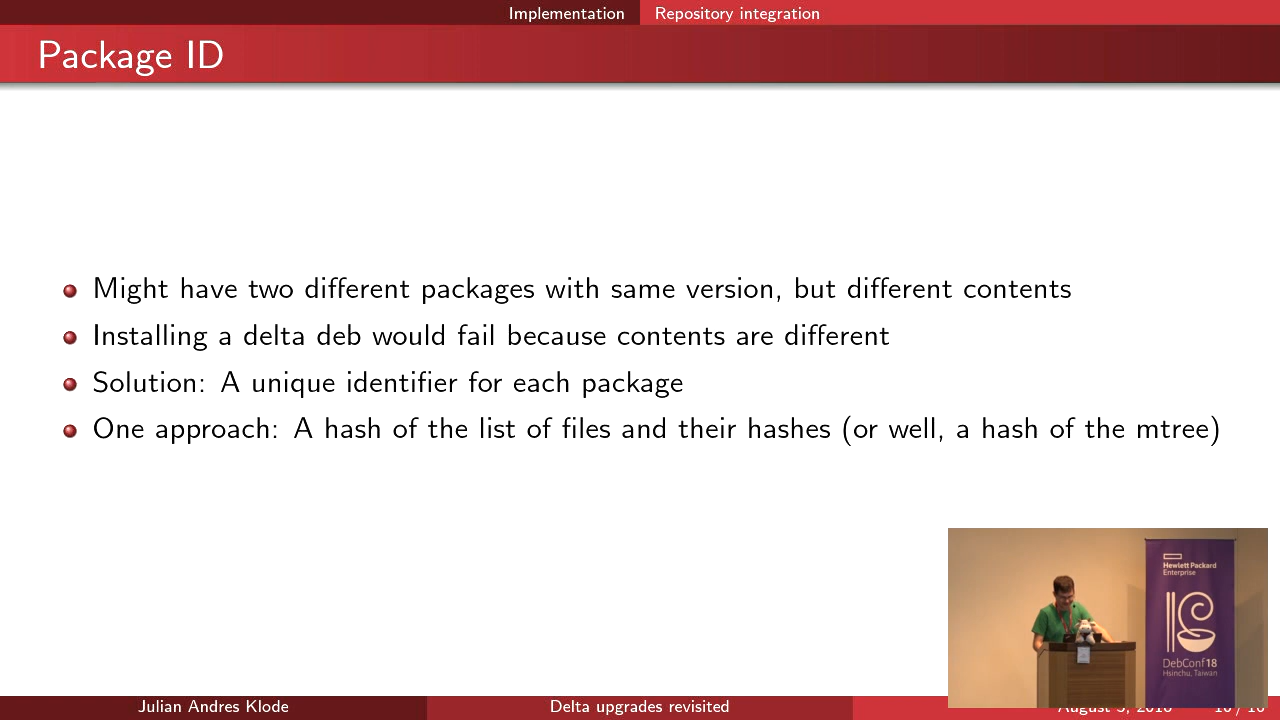 Implementation
Repository integration
Package ID
Might have two different packages with same version, but different contents
Installing a delta deb would fail because contents are different
Solution: A unique identifier for each package
One approach: A hash of the list of files and their hashes (or well, a hash of the mtree)
Hewlett Packard
Enterprise
DebConf18
Hsinchu, Taiwan
Julian Andres Klode
Delta upgrades revisited